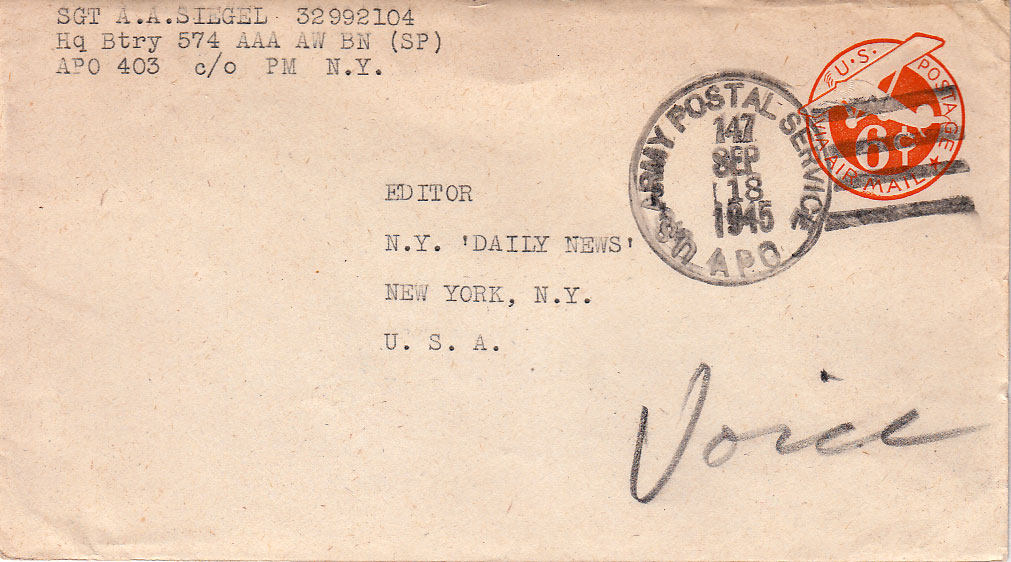 SGT A.A.SIEGEL 32992104
Hq Btry 574 AAA AW BN (SP)
APO 403 c/o PM N.Y.
U.S. POSTAGE
6¢
VIA AIR MAIL
U.S. ARMY POSTAL SERVICE
147
SEP
18
1945
APO
EDITOR
N.Y. 'DAILY NEWS'
NEW YORK, N.Y.
U. S. A.
Voice